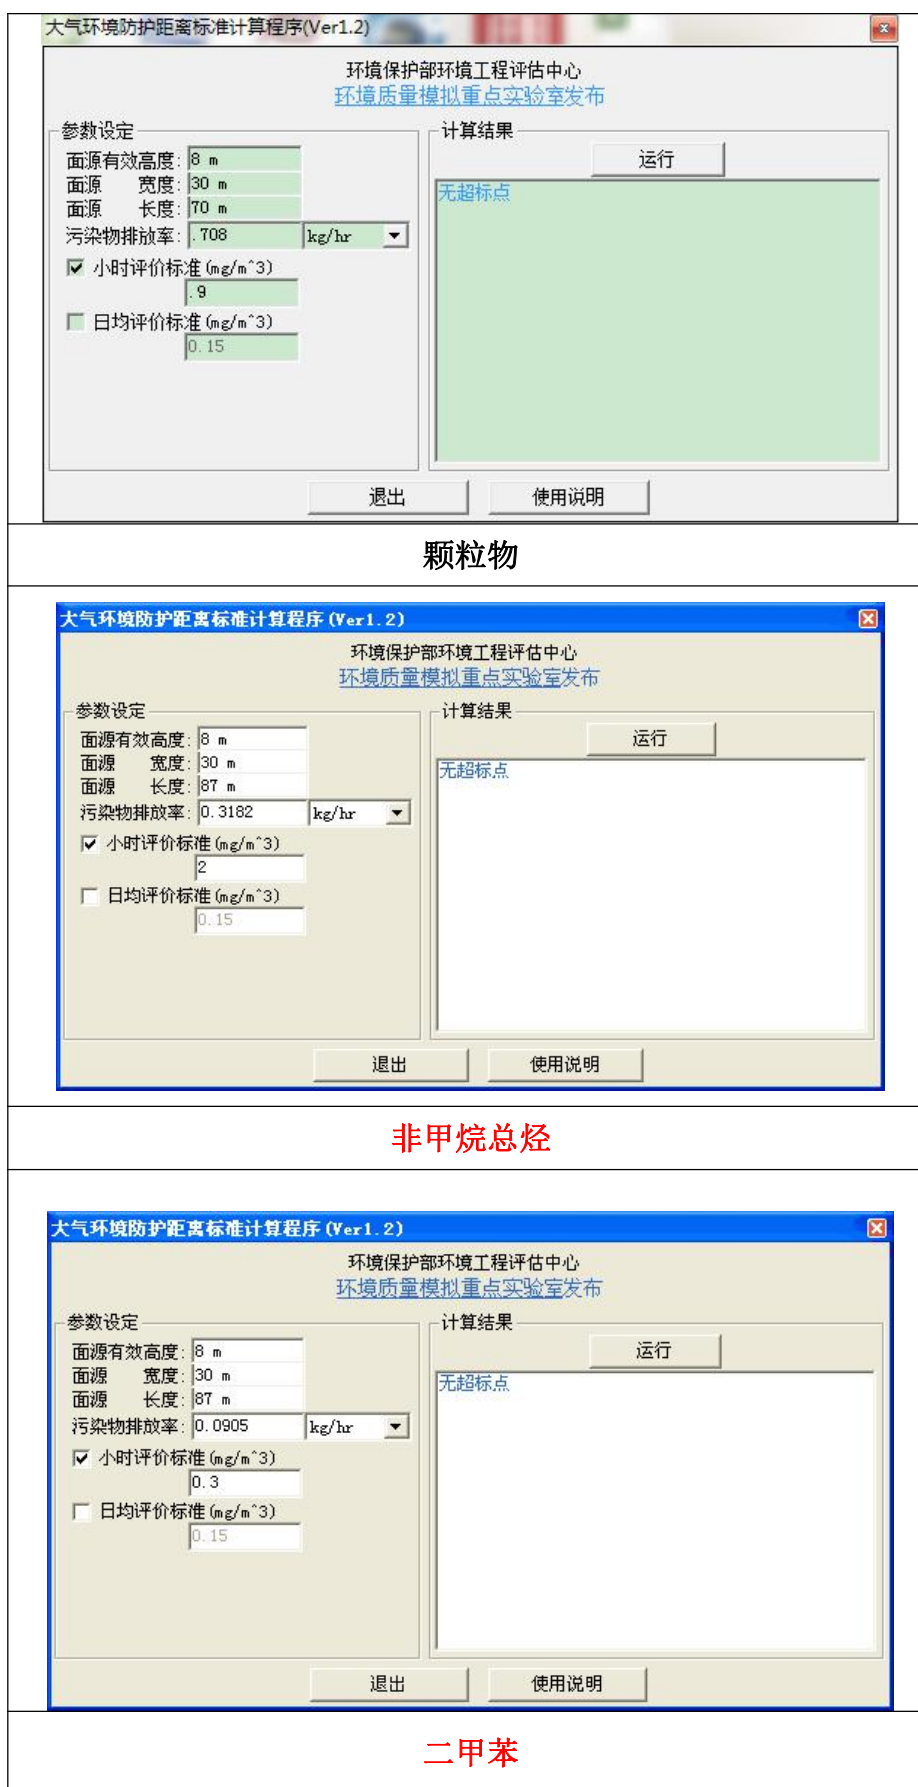 大气环境防护距离标准计算程序(Ver1.2)
环境保护部环境工程评估中心
环境质量模拟重点实验室发布
参数设定
面源有效高度: 8 m
面源 宽度: 30 m
面源 长度: 70 m
污染物排放率: .708 kg/hr
小时评价标准(mg/m^3)
.9
日均评价标准(mg/m^3)
0.15
计算结果
运行
无超标点
退出 使用说明
颗粒物
大气环境防护距离标准计算程序(Ver1.2)
环境保护部环境工程评估中心
环境质量模拟重点实验室发布
参数设定
面源有效高度: 8 m
面源 宽度: 30 m
面源 长度: 87 m
污染物排放率: 0.3182 kg/hr
小时评价标准(mg/m^3)
2
日均评价标准(mg/m^3)
0.15
计算结果
运行
无超标点
退出 使用说明
非甲烷总烃
大气环境防护距离标准计算程序(Ver1.2)
环境保护部环境工程评估中心
环境质量模拟重点实验室发布
参数设定
面源有效高度: 8 m
面源 宽度: 30 m
面源 长度: 87 m
污染物排放率: 0.0905 kg/hr
小时评价标准(mg/m^3)
0.3
日均评价标准(mg/m^3)
0.15
计算结果
运行
无超标点
退出 使用说明
二甲苯